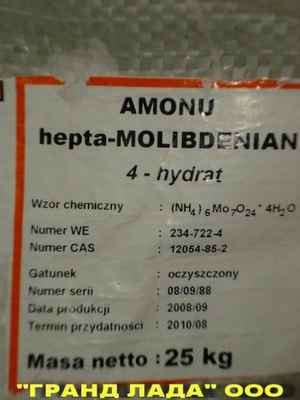 AMONU
hepta-MOLIBDENIAN
4 - hydrat
Wzór chemiczny : (NH4)6Mo7O24 * 4H2O
Numer WE : 234-722-4
Numer CAS : 12054-85-2
Gatunek : oczyszczony
Numer serii : 08/09/88
Data produkcji : 2008/09
Termin przydatności : 2010/08
Masa netto : 25 kg
"ГРАНД ЛАДА" ООО